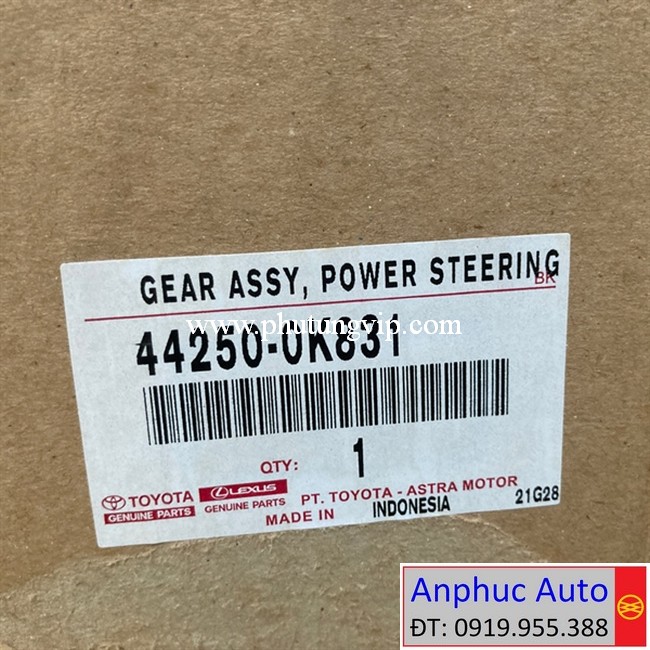 GEAR ASSY, POWER STEERING
BK
www.phutungvip.com
44250-0K831
QTY: 1
TOYOTA
GENUINE PARTS
LEXUS
GENUINE PARTS
PT. TOYOTA - ASTRA MOTOR
MADE IN INDONESIA
21G28
Anphuc Auto
ĐT: 0919.955.388